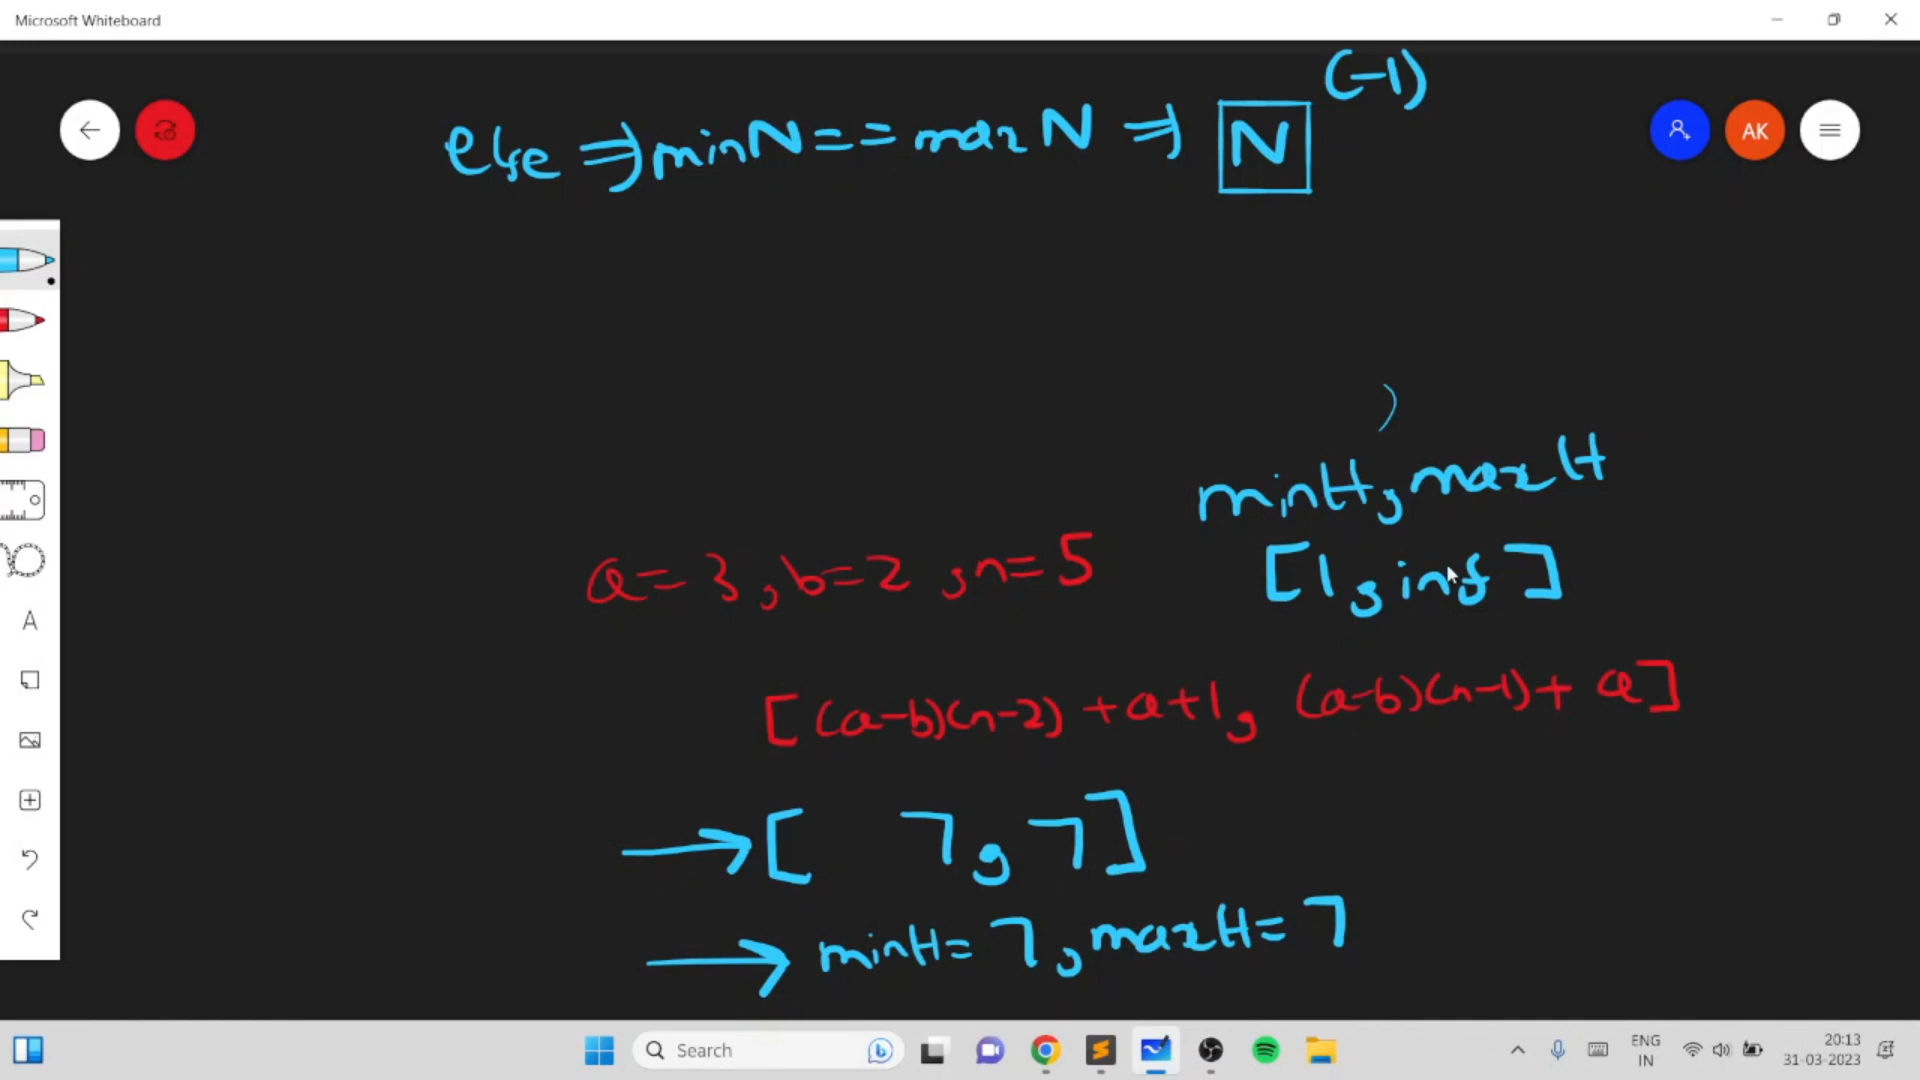 Microsoft Whiteboard
(-1)
else ⇒ minN == maxN ⇒ N
AK
)
minH, maxH
a = 3, b = 2, n = 5
[1, inf]
[(a-b)(n-2) + a+1, (a-b)(n-1) + a]
→ [ 7, 7]
→ minH = 7, maxH = 7
A
Search
ENG
IN
20:13
31-03-2023